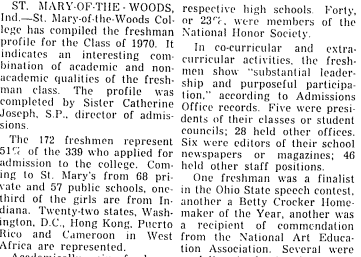 ST. MARY-OF-THE-WOODS,
Ind.—St. Mary-of-the-Woods Col-
lege has compiled the freshman
profile for the Class of 1970. It
indicates an interesting com-
bination of academic and non-
academic qualities of the fresh-
man class. The profile was
completed by Sister Catherine
Joseph, S.P., director of admis-
sions.
The 172 freshmen represent
51% of the 339 who applied for
admission to the college. Com-
ing to St. Mary's from 68 pri-
vate and 57 public schools, one-
third of the girls are from In-
diana. Twenty-two states, Wash-
ington, D.C., Hong Kong, Puerto
Rico and Cameroon in West
Africa are represented.
respective high schools. Forty,
or 23%, were members of the
National Honor Society.
In co-curricular and extra-
curricular activities, the fresh-
men show "substantial leader-
ship and purposeful participa-
tion," according to Admissions
Office records. Five were presi-
dents of their classes or student
councils; 28 held other offices.
Six were editors of their school
newspapers or magazines; 46
held other staff positions.
One freshman was a finalist
in the Ohio State speech contest,
another a Betty Crocker Home-
maker of the Year, another was
a recipient of commendation
from the National Art Educa-
tion Association. Several were